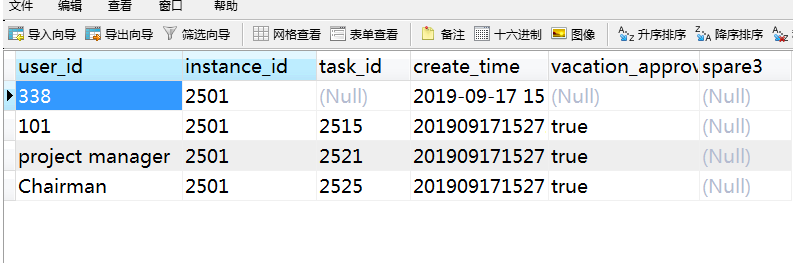 文件 编辑 查看 窗口 帮助
导入向导 导出向导 筛选向导 网格查看 表单查看 备注 十六进制 图像 升序排序 降序排序
user_id instance_id task_id create_time vacation_approv spare3
338 2501 (Null) 2019-09-17 15 (Null) (Null)
101 2501 2515 201909171527 true (Null)
project manager 2501 2521 201909171527 true (Null)
Chairman 2501 2525 201909171527 true (Null)